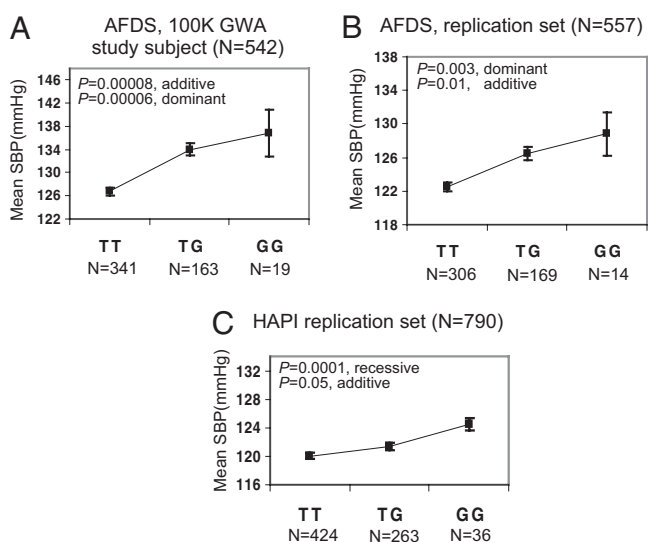 A
AFDS, 100K GWA
study subject (N=542)
Mean SBP(mmHg)
146
142
138
134
130
126
122
P=0.00008, additive
P=0.00006, dominant
TT TG GG
N=341 N=163 N=19
B
AFDS, replication set (N=557)
Mean SBP(mmHg)
138
134
130
126
122
118
P=0.003, dominant
P=0.01, additive
TT TG GG
N=306 N=169 N=14
C
HAPI replication set (N=790)
Mean SBP(mmHg)
132
128
124
120
116
P=0.0001, recessive
P=0.05, additive
TT TG GG
N=424 N=263 N=36